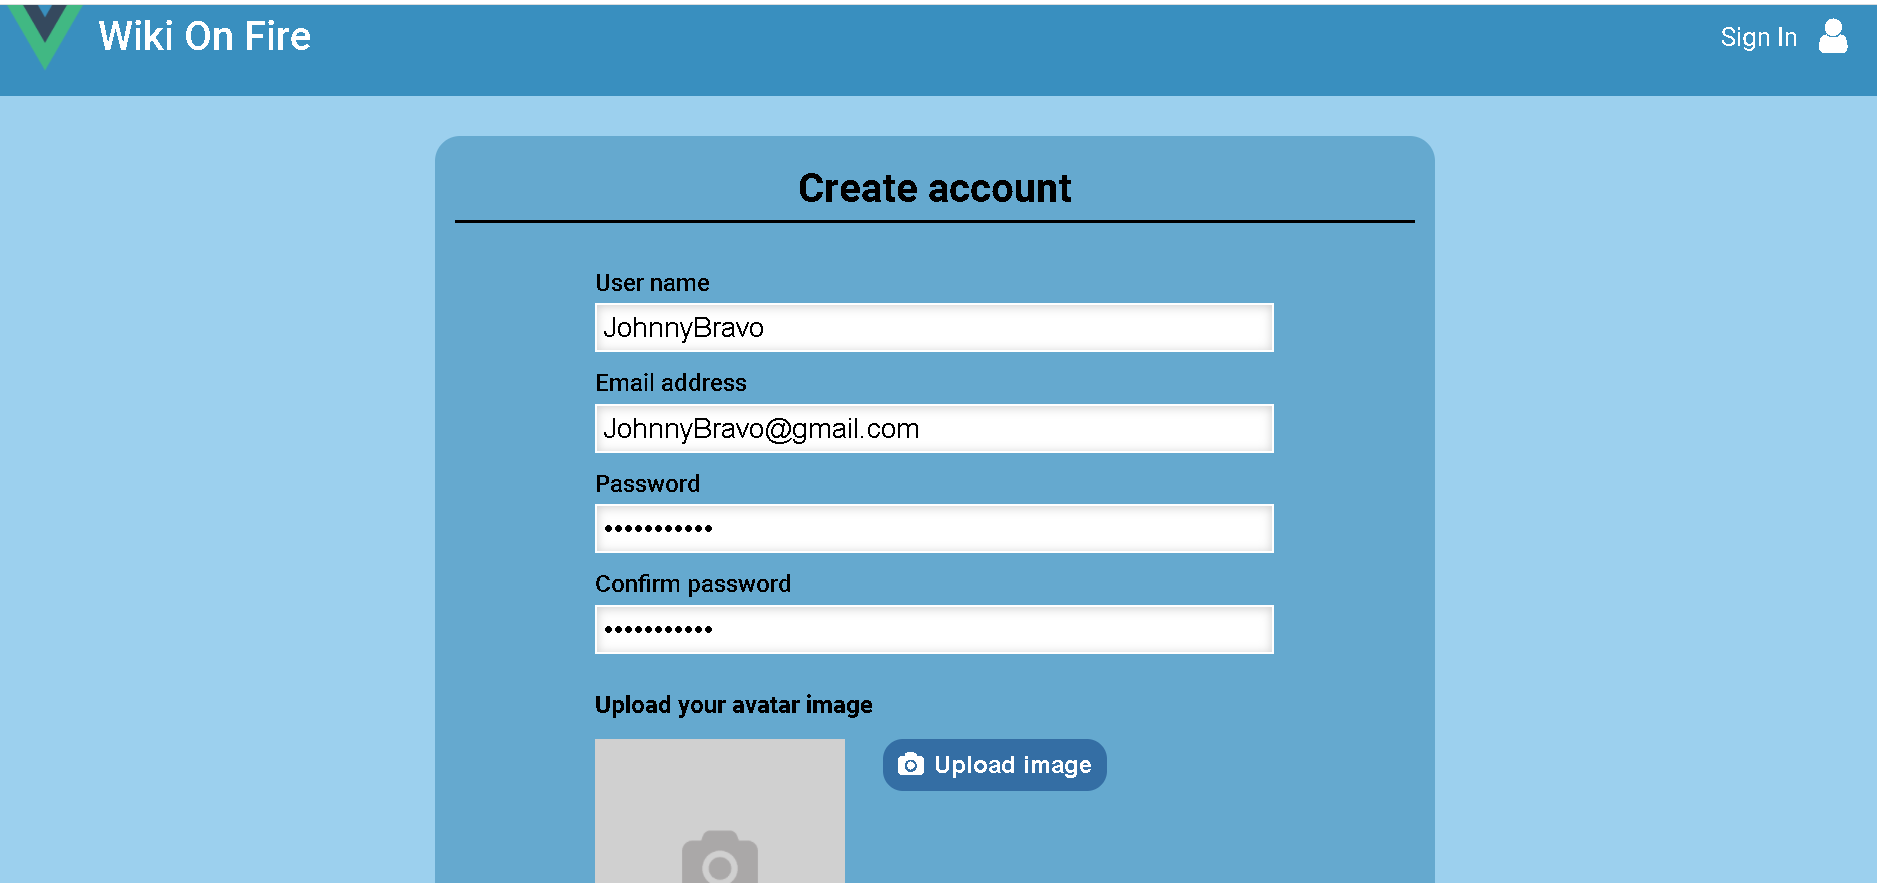 Wiki On Fire
Sign In
Create account
User name
JohnnyBravo
Email address
JohnnyBravo@gmail.com
Password
•••••••••••
Confirm password
•••••••••••
Upload your avatar image
Upload image